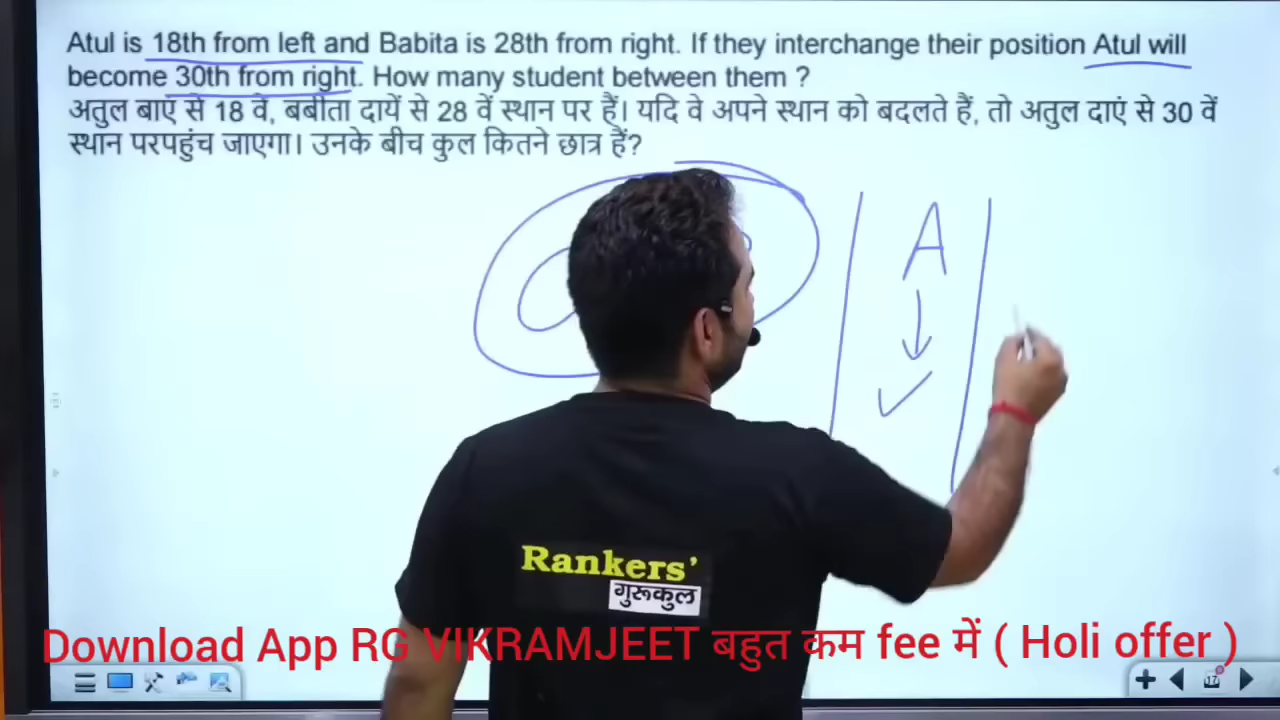 Atul is 18th from left and Babita is 28th from right. If they interchange their position Atul will
become 30th from right. How many student between them ?
अतुल बाएं से 18 वें, बबीता दायें से 28 वें स्थान पर हैं। यदि वे अपने स्थान को बदलते हैं, तो अतुल दाएं से 30 वें
स्थान परपहुंच जाएगा। उनके बीच कुल कितने छात्र हैं?
A
Rankers'
गुरूकुल
Download App RG VIKRAMJEET बहुत कम fee में ( Holi offer )
17